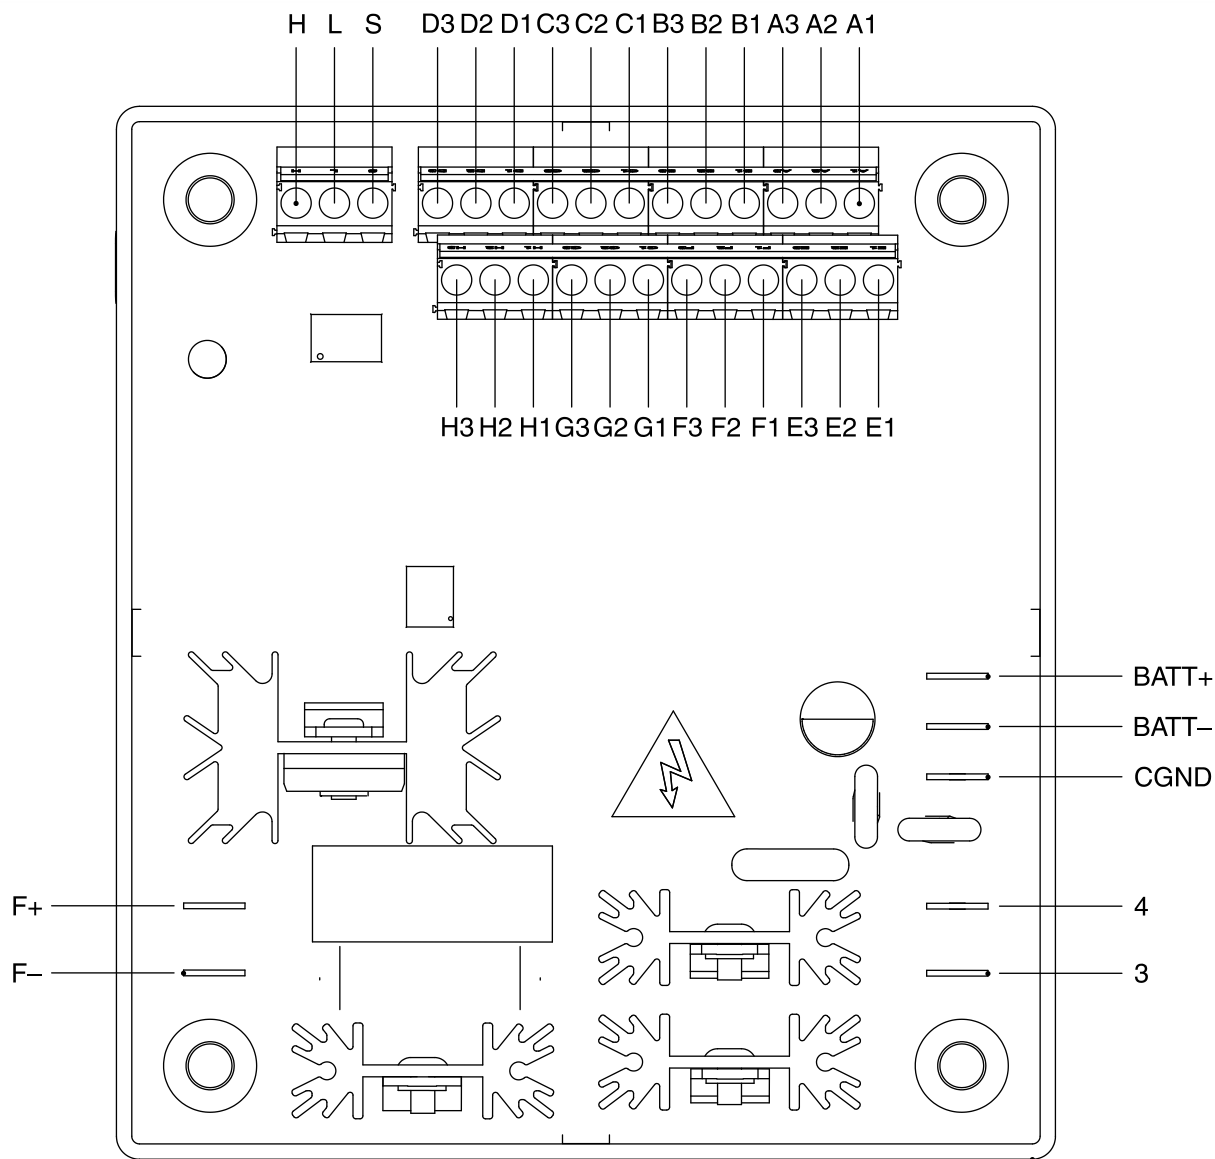 H L S D3 D2 D1 C3 C2 C1 B3 B2 B1 A3 A2 A1
H3 H2 H1 G3 G2 G1 F3 F2 F1 E3 E2 E1
BATT+
BATT–
CGND
F+ 4
F– 3